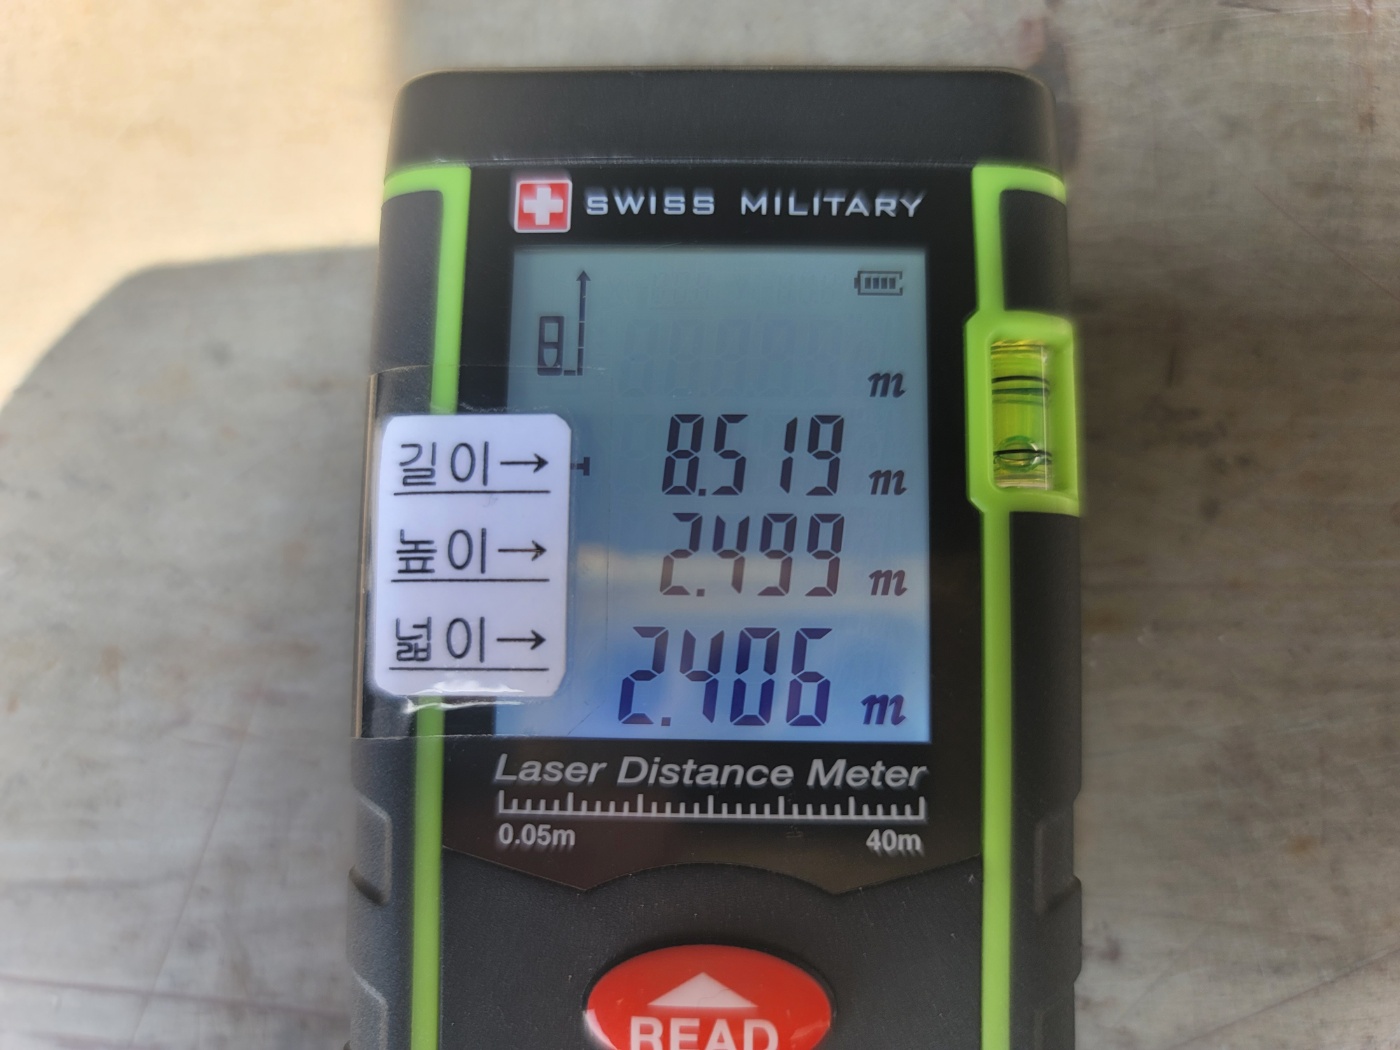 SWISS MILITARY
m
길이→ 8.519 m
높이→ 2.499 m
넓이→ 2.406 m
Laser Distance Meter
0.05m 40m
READ